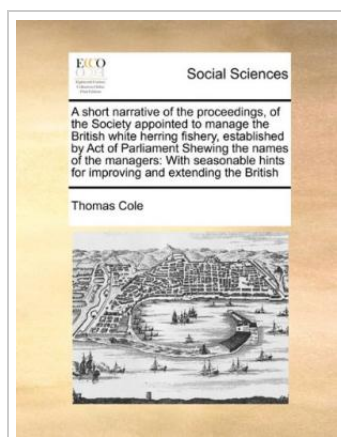 ECCO
Social Sciences
A short narrative of the proceedings, of
the Society appointed to manage the
British white herring fishery, established
by Act of Parliament Shewing the names
of the managers: With seasonable hints
for improving and extending the British
Thomas Cole